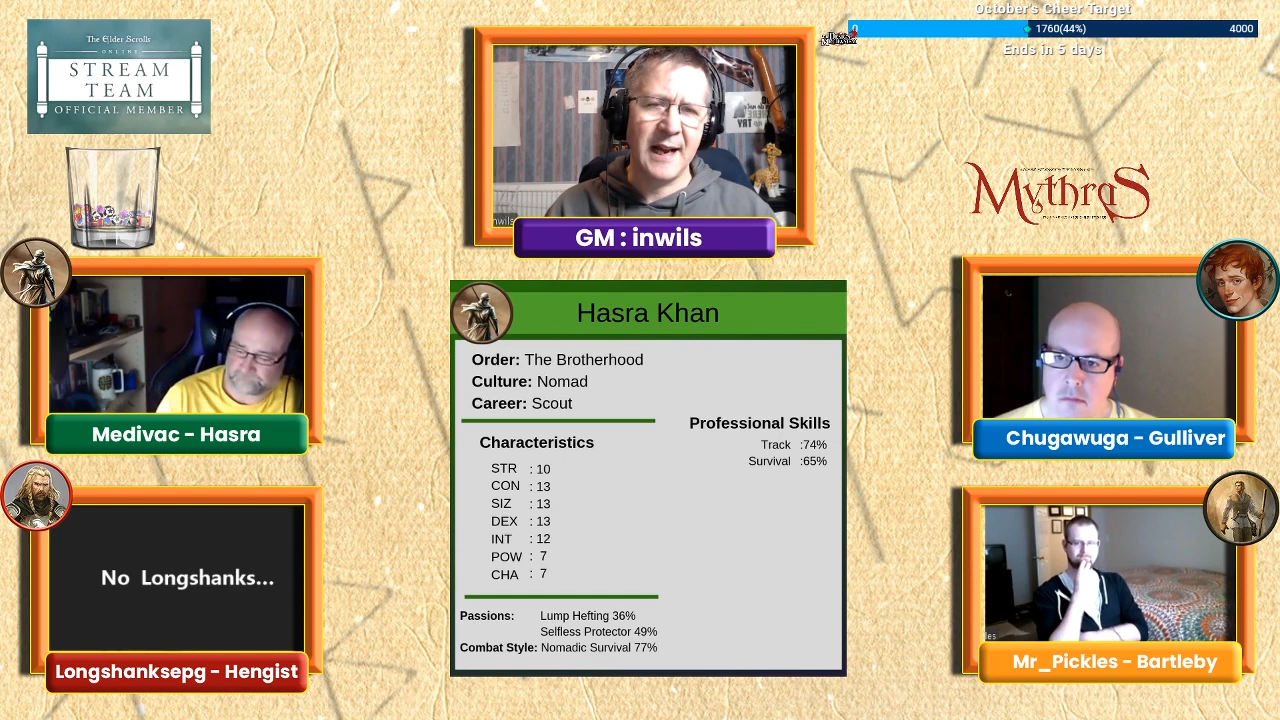 October's Cheer Target
0
1760(44%)
4000
Ends in 5 days
The Elder Scrolls
ONLINE
STREAM
TEAM
OFFICIAL MEMBER
TRY
nwils
GM : inwils
MythraS
Medivac - Hasra
Chugawuga - Gulliver
No Longshanks...
Longshanksepg - Hengist
Mr_Pickles - Bartleby
Hasra Khan
Order: The Brotherhood
Culture: Nomad
Career: Scout
Professional Skills
Track :74%
Survival :65%
Characteristics
STR : 10
CON : 13
SIZ : 13
DEX : 13
INT : 12
POW : 7
CHA : 7
Passions: Lump Hefting 36%
Selfless Protector 49%
Combat Style: Nomadic Survival 77%